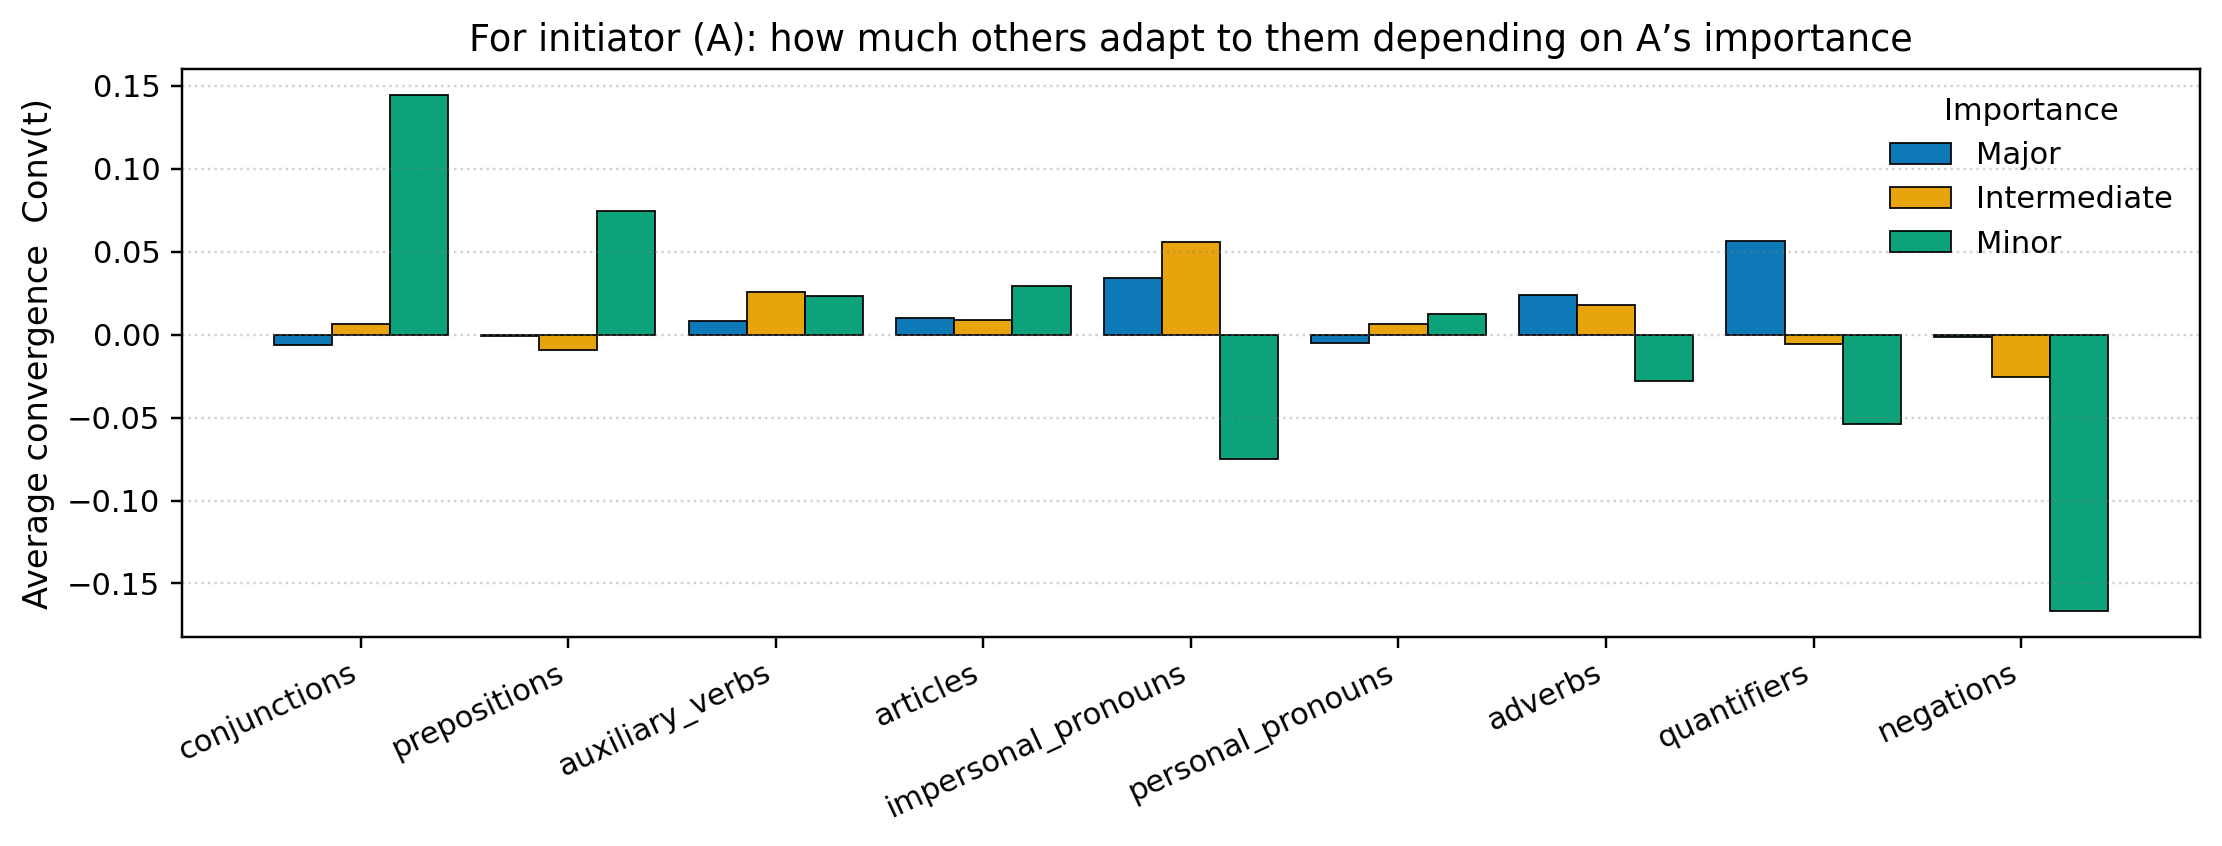 For initiator (A): how much others adapt to them depending on A’s importance
Average convergence  Conv(t)
0.15
0.10
0.05
0.00
−0.05
−0.10
−0.15
Importance
Major
Intermediate
Minor
conjunctions
prepositions
auxiliary_verbs
articles
impersonal_pronouns
personal_pronouns
adverbs
quantifiers
negations